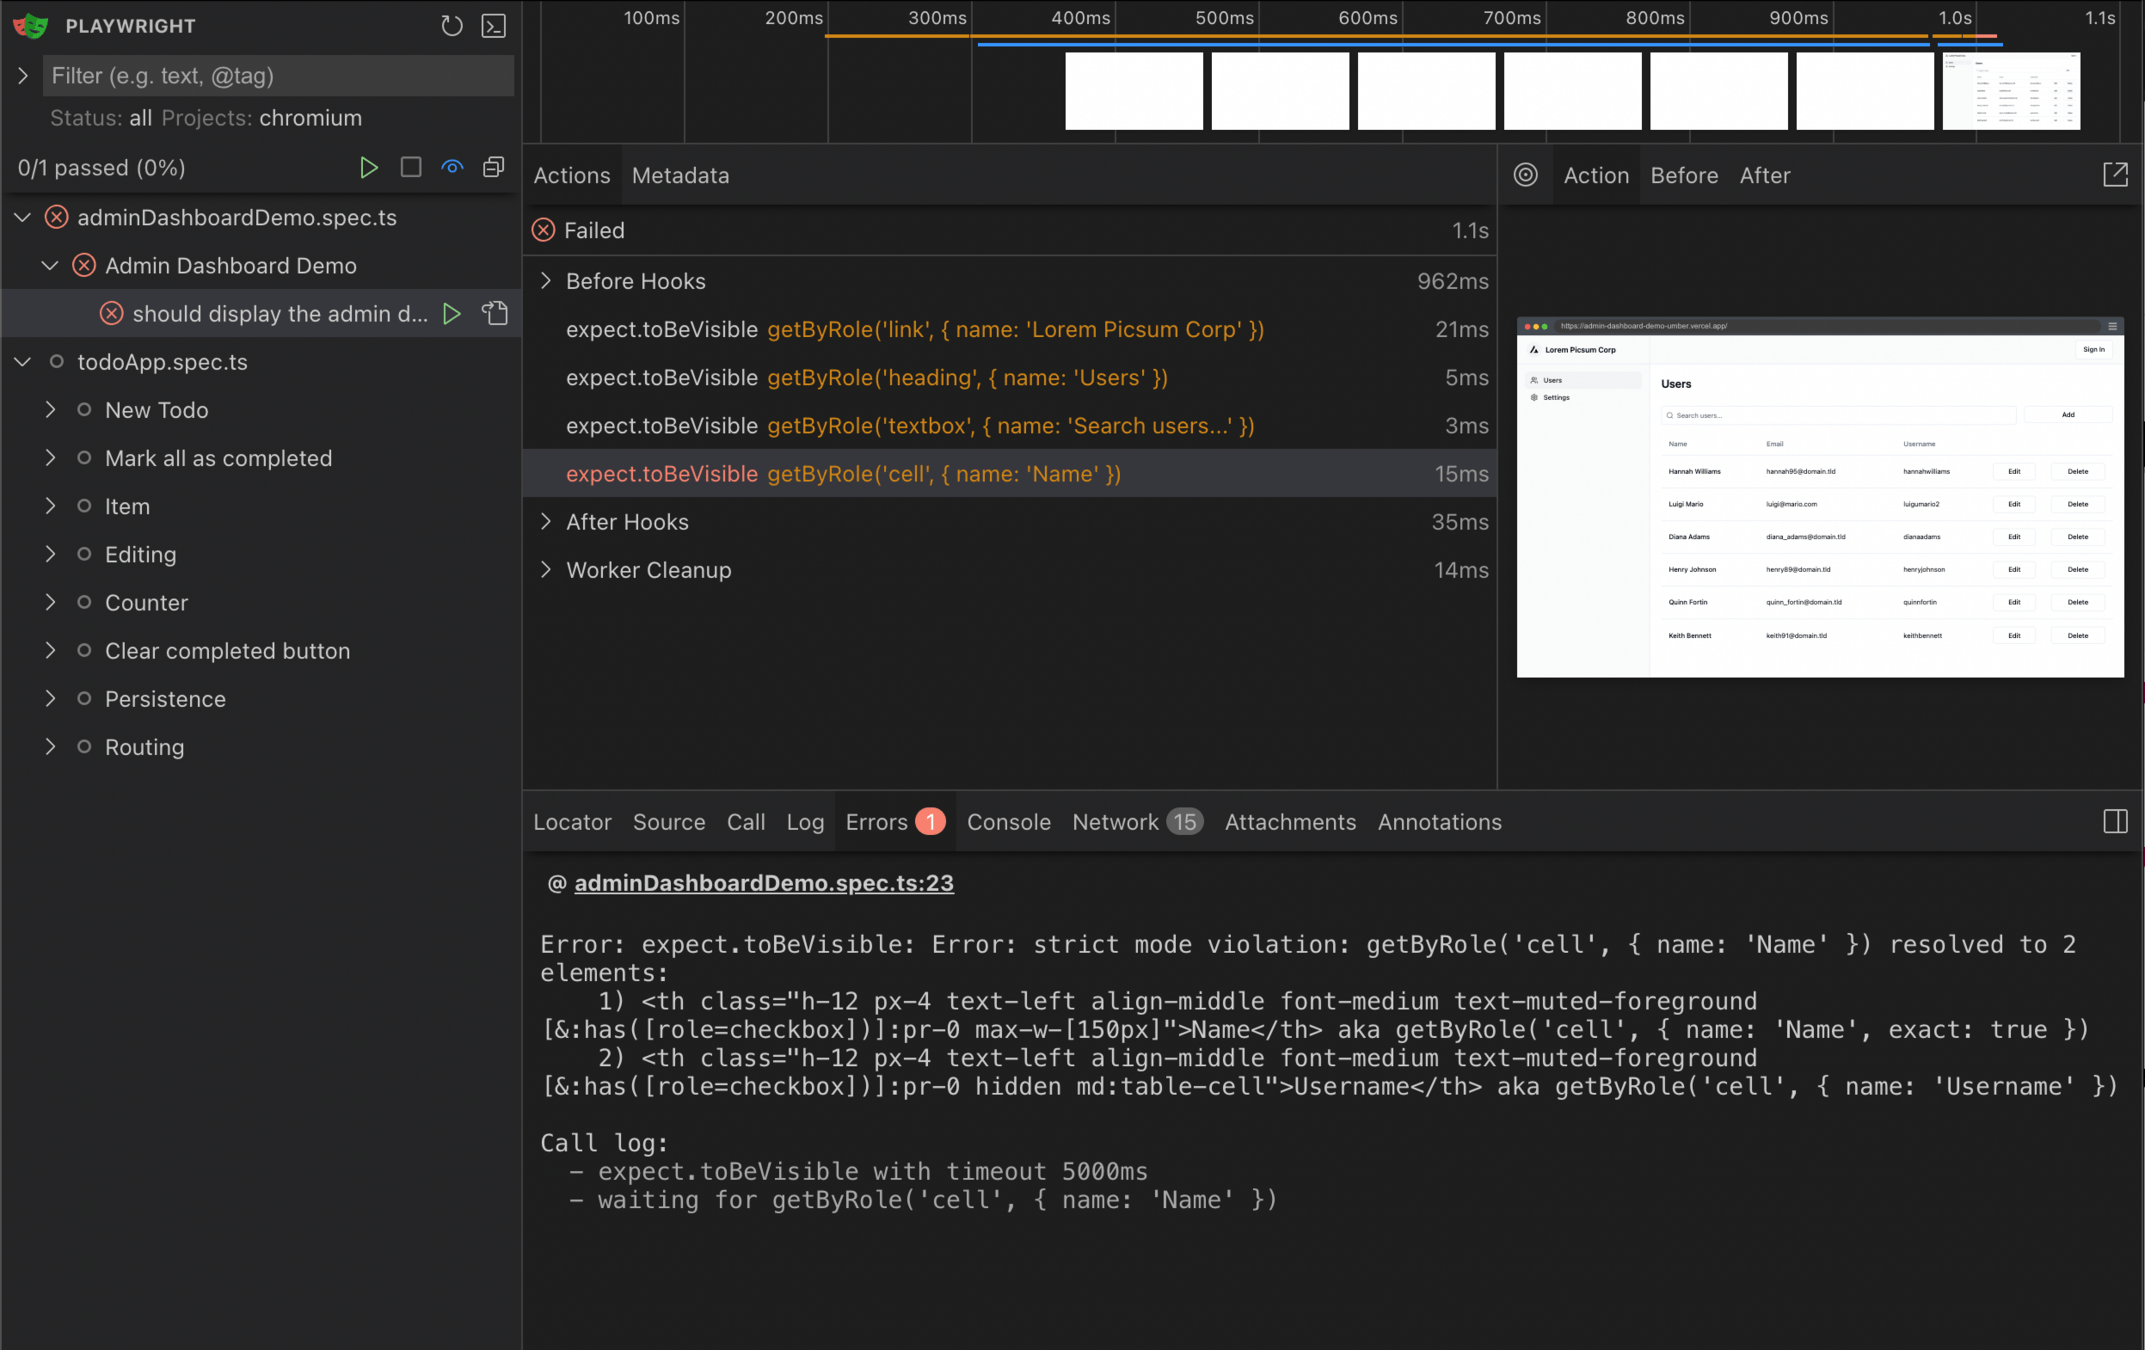 PLAYWRIGHT
Filter (e.g. text, @tag)
Status: all Projects: chromium
0/1 passed (0%)
adminDashboardDemo.spec.ts
Admin Dashboard Demo
should display the admin d...
todoApp.spec.ts
New Todo
Mark all as completed
Item
Editing
Counter
Clear completed button
Persistence
Routing
100ms 200ms 300ms 400ms 500ms 600ms 700ms 800ms 900ms 1.0s 1.1s
Actions Metadata
Failed 1.1s
Before Hooks 962ms
expect.toBeVisible getByRole('link', { name: 'Lorem Picsum Corp' }) 21ms
expect.toBeVisible getByRole('heading', { name: 'Users' }) 5ms
expect.toBeVisible getByRole('textbox', { name: 'Search users...' }) 3ms
expect.toBeVisible getByRole('cell', { name: 'Name' }) 15ms
After Hooks 35ms
Worker Cleanup 14ms
Action Before After
https://admin-dashboard-demo-umber.vercel.app/
Lorem Picsum Corp Sign In
Users
Settings
Users
Search users... Add
Name Email Username
Hannah Williams hannah95@domain.tld hannahwilliams Edit Delete
Luigi Mario luigi@mario.com luigumario2 Edit Delete
Diana Adams diana_adams@domain.tld dianaadams Edit Delete
Henry Johnson henry89@domain.tld henryjohnson Edit Delete
Quinn Fortin quinn_fortin@domain.tld quinnfortin Edit Delete
Keith Bennett keith91@domain.tld keithbennett Edit Delete
Locator Source Call Log Errors 1 Console Network 15 Attachments Annotations
@ adminDashboardDemo.spec.ts:23
Error: expect.toBeVisible: Error: strict mode violation: getByRole('cell', { name: 'Name' }) resolved to 2
elements:
1) <th class="h-12 px-4 text-left align-middle font-medium text-muted-foreground
[&:has([role=checkbox])]:pr-0 max-w-[150px]">Name</th> aka getByRole('cell', { name: 'Name', exact: true })
2) <th class="h-12 px-4 text-left align-middle font-medium text-muted-foreground
[&:has([role=checkbox])]:pr-0 hidden md:table-cell">Username</th> aka getByRole('cell', { name: 'Username' })
Call log:
- expect.toBeVisible with timeout 5000ms
- waiting for getByRole('cell', { name: 'Name' })